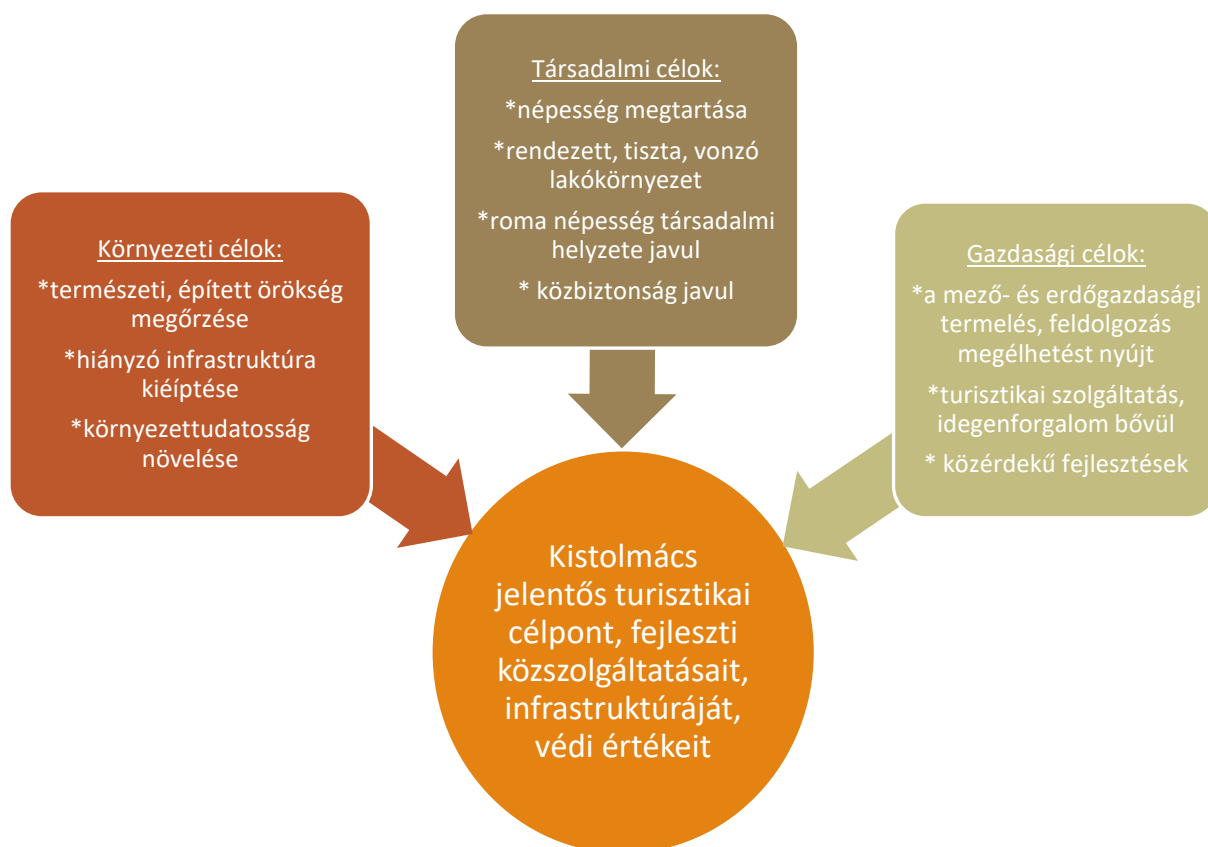 Társadalmi célok:
*népesség megtartása
*rendezett, tiszta, vonzó
lakókörnyezet
*roma népesség társadalmi
helyzete javul
* közbiztonság javul
Környezeti célok:
*természeti, épített örökség
megőrzése
*hiányzó infrastruktúra
kiéíptése
*környezettudatosság
növelése
Gazdasági célok:
*a mező- és erdőgazdasági
termelés, feldolgozás
megélhetést nyújt
*turisztikai szolgáltatás,
idegenforgalom bővül
* közérdekű fejlesztések
Kistolmács
jelentős turisztikai
célpont, fejleszti
közszolgáltatásait,
infrastruktúráját,
védi értékeit